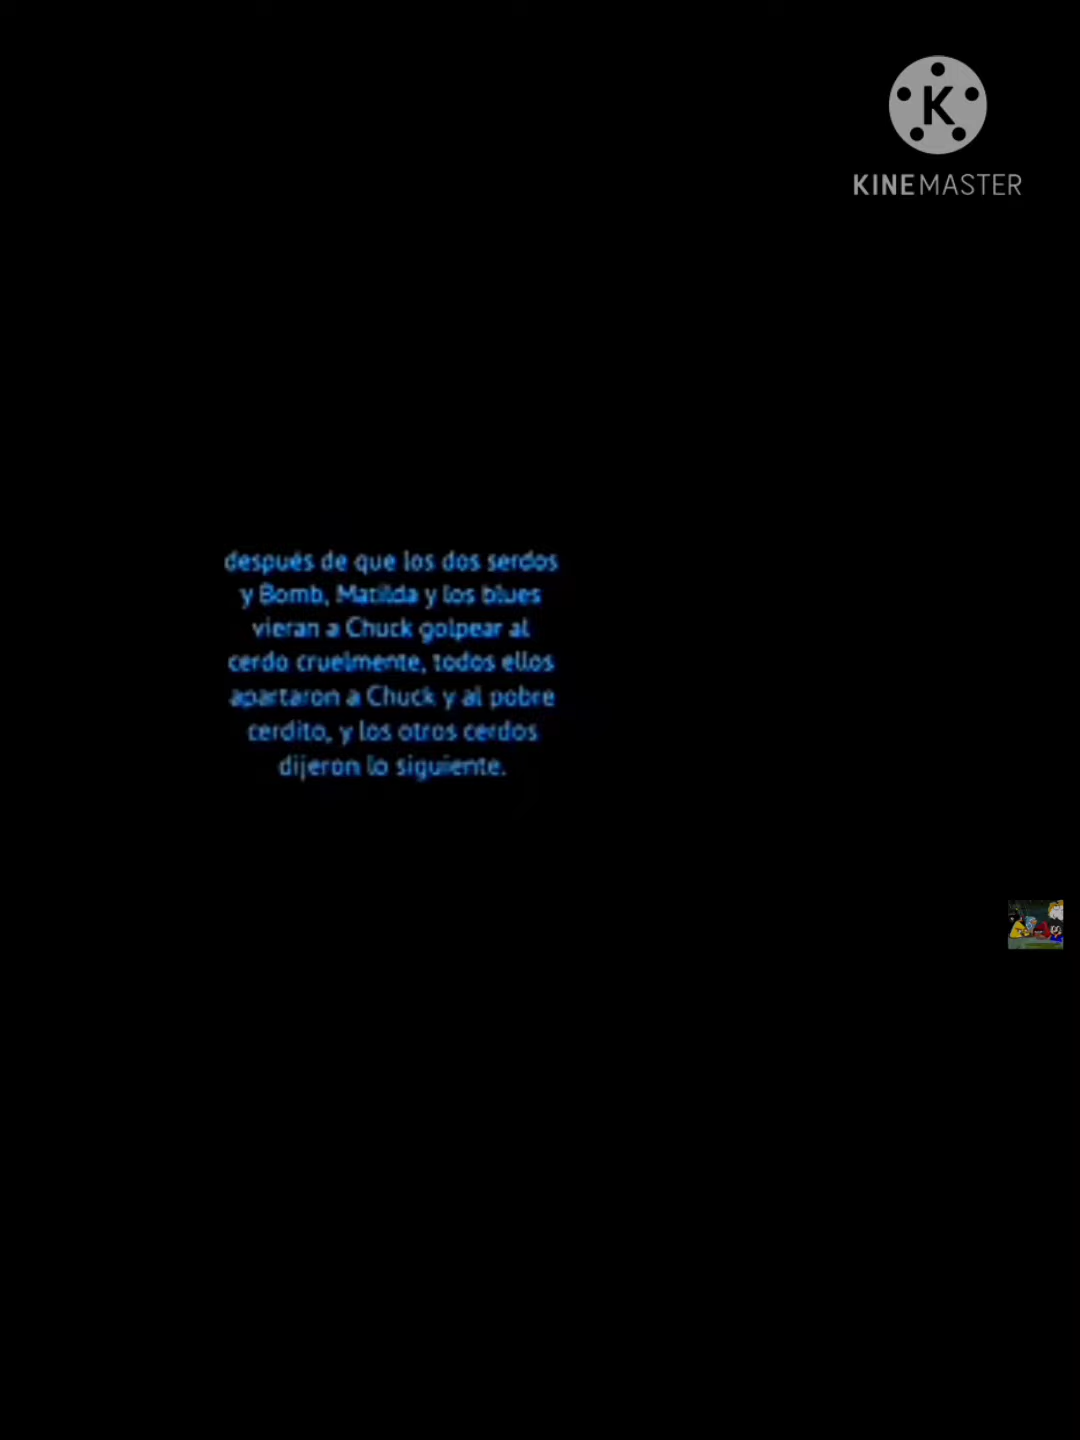 K
KINEMASTER
después de que los dos serdos
y Bomb, Matilda y los blues
vieran a Chuck golpear al
cerdo cruelmente, todos ellos
apartaron a Chuck y al pobre
cerdito, y los otros cerdos
dijeron lo siguiente.